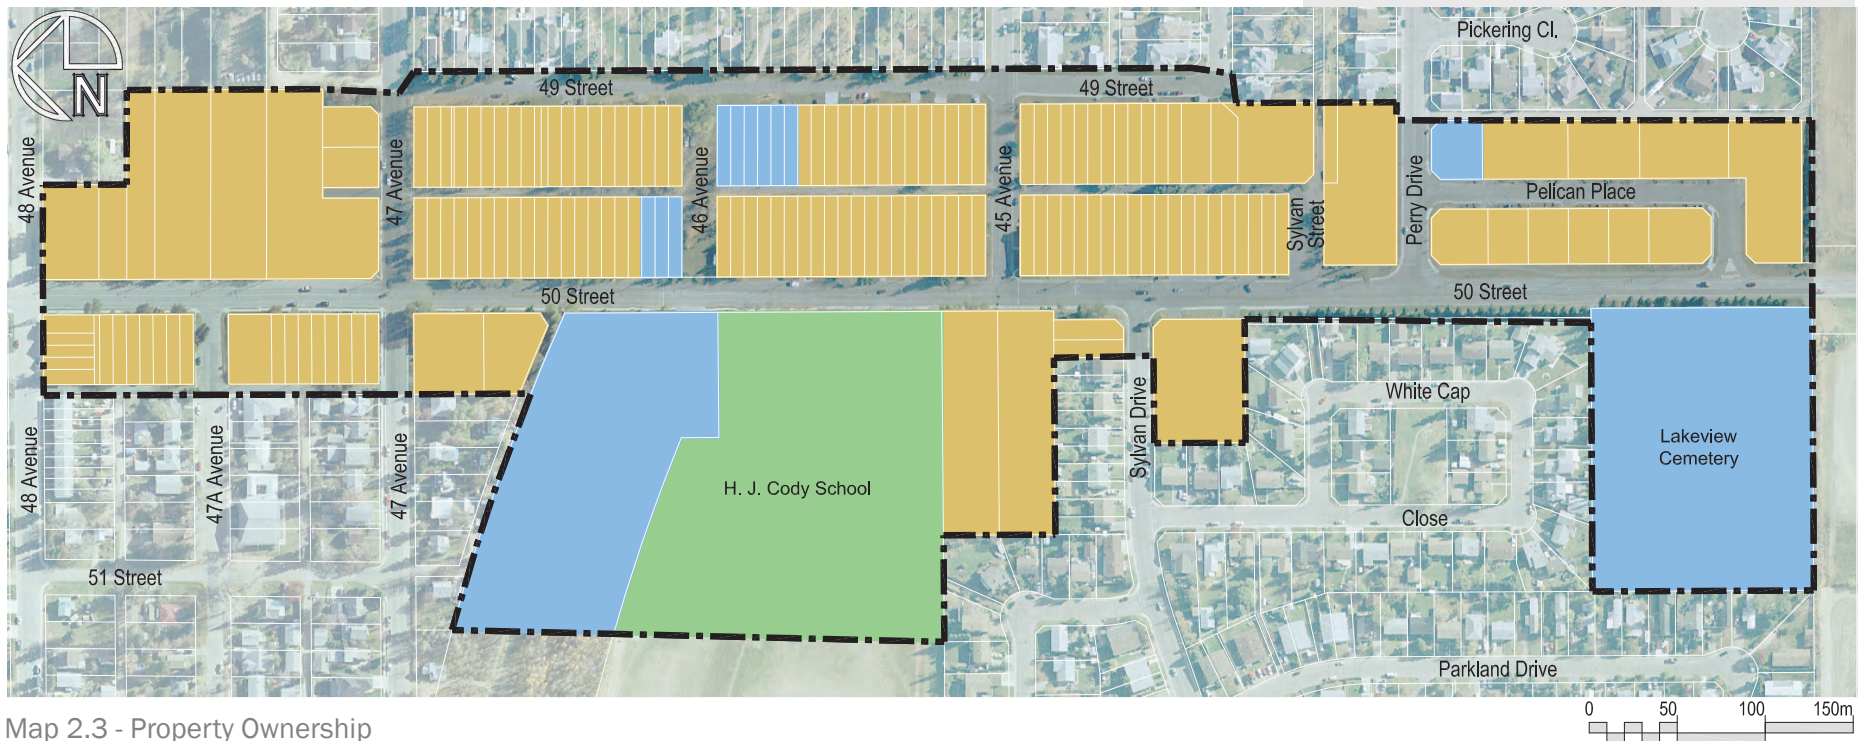 Pickering Cl.
N
49 Street
49 Street
48 Avenue
47 Avenue
46 Avenue
45 Avenue
Sylvan
Street
Perry Drive
Pelican Place
50 Street
50 Street
48 Avenue
47A Avenue
47 Avenue
H. J. Cody School
Sylvan Drive
White Cap
Close
Lakeview
Cemetery
51 Street
Parkland Drive
Map 2.3 - Property Ownership
0 50 100 150m